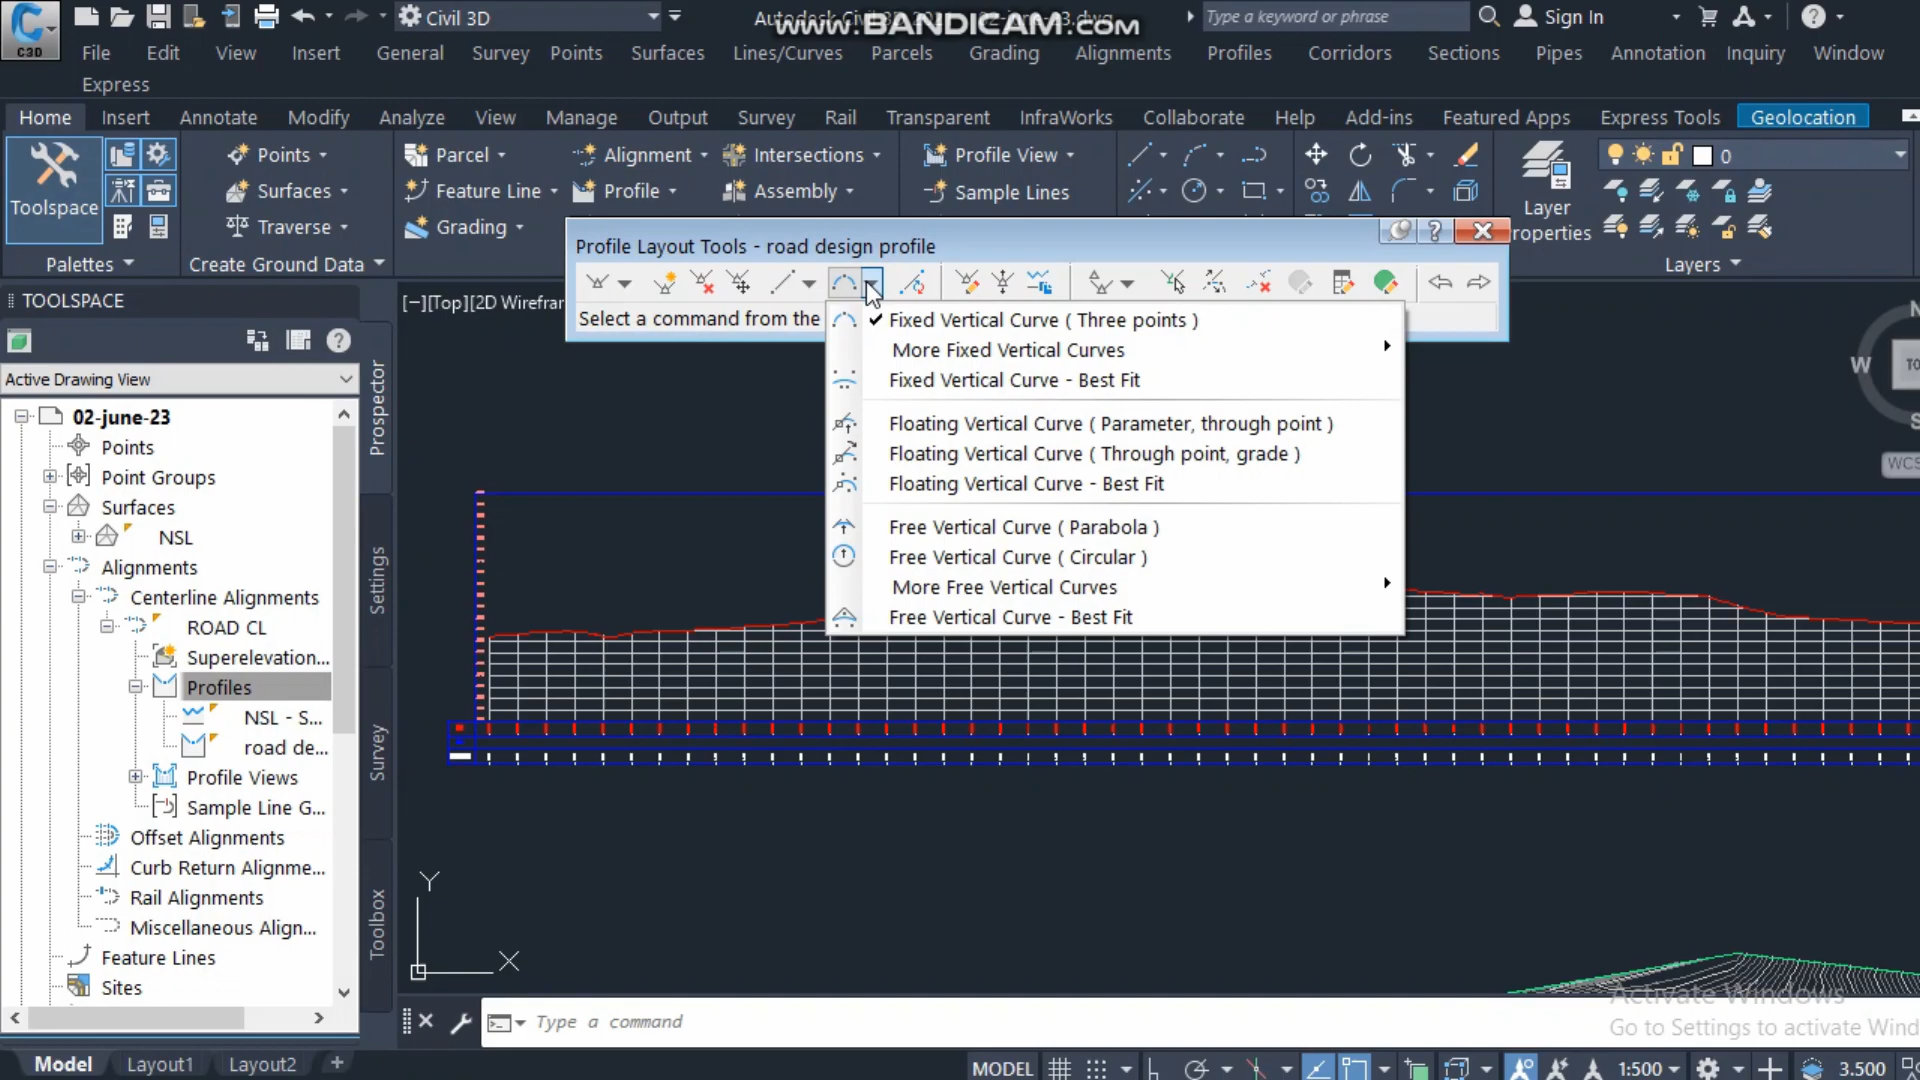 Civil 3D
Autodesk Civil 3D
02-june-23.dwg
www.BANDICAM.com
Type a keyword or phrase
Sign In
C3D
File Edit View Insert General Survey Points Surfaces Lines/Curves Parcels Grading Alignments Profiles Corridors Sections Pipes Annotation Inquiry Window
Express
Home Insert Annotate Modify Analyze View Manage Output Survey Rail Transparent InfraWorks Collaborate Help Add-ins Featured Apps Express Tools Geolocation
Points Parcel Alignment Intersections Profile View 0
Surfaces Feature Line Profile Assembly Sample Lines
Toolspace
Layer
roperties
Traverse Grading
Palettes Create Ground Data Layers
Profile Layout Tools - road design profile
Select a command from the
Fixed Vertical Curve ( Three points )
More Fixed Vertical Curves
Fixed Vertical Curve - Best Fit
Floating Vertical Curve ( Parameter, through point )
Floating Vertical Curve ( Through point, grade )
Floating Vertical Curve - Best Fit
Free Vertical Curve ( Parabola )
Free Vertical Curve ( Circular )
More Free Vertical Curves
Free Vertical Curve - Best Fit
TOOLSPACE
Active Drawing View
02-june-23
Points
Point Groups
Surfaces
NSL
Alignments
Centerline Alignments
ROAD CL
Superelevation...
Profiles
NSL - S...
road de...
Profile Views
Sample Line G...
Offset Alignments
Curb Return Alignme...
Rail Alignments
Miscellaneous Align...
Feature Lines
Sites
Prospector
Settings
Survey
Toolbox
[−][Top][2D Wirefram
N
W
TO
S
WCS
Y
X
Activate Windows
Go to Settings to activate Wind
Type a command
Model Layout1 Layout2 +
MODEL 1:500 3.500